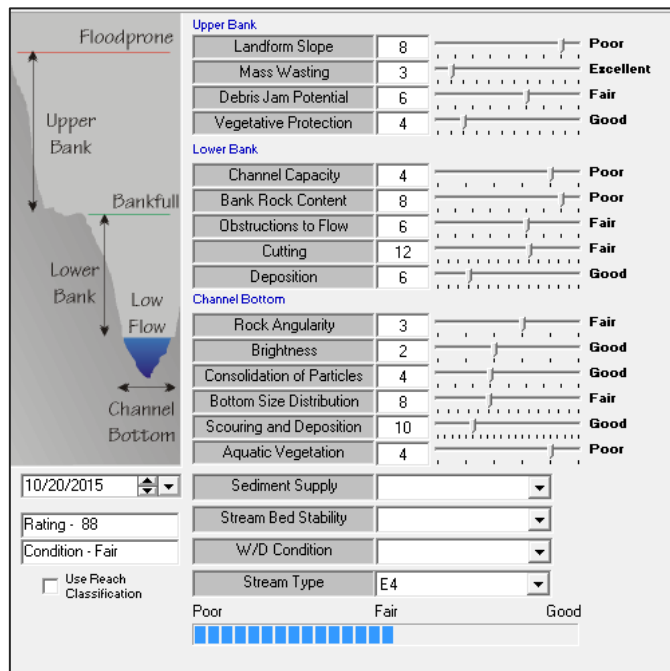 Floodprone
Upper
Bank
Bankfull
Lower
Bank
Low
Flow
Channel
Bottom
10/20/2015
Rating - 88
Condition - Fair
Use Reach
Classification
Upper Bank
Landform Slope 8 Poor
Mass Wasting 3 Excellent
Debris Jam Potential 6 Fair
Vegetative Protection 4 Good
Lower Bank
Channel Capacity 4 Poor
Bank Rock Content 8 Poor
Obstructions to Flow 6 Fair
Cutting 12 Fair
Deposition 6 Good
Channel Bottom
Rock Angularity 3 Fair
Brightness 2 Good
Consolidation of Particles 4 Good
Bottom Size Distribution 8 Fair
Scouring and Deposition 10 Good
Aquatic Vegetation 4 Poor
Sediment Supply
Stream Bed Stability
W/D Condition
Stream Type E4
Poor Fair Good